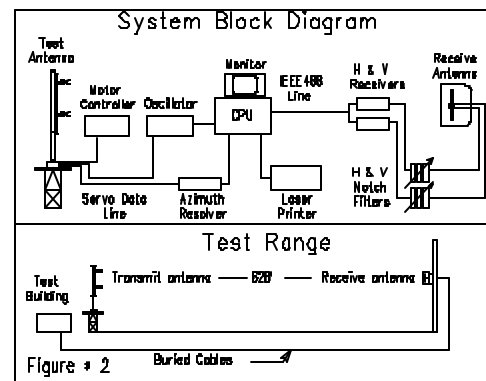 System Block Diagram
Test
Antenna
Motor
Controller
Oscillator
Monitor
CPU
IEEE488
Line
H & V
Receivers
Receive
Antenna
Servo Data
Line
Azimuth
Resolver
Laser
Printer
H & V
Notch
Filters
Test Range
Test
Building
Transmit antenna
628'
Receive antenna
Buried Cables
Figure # 2